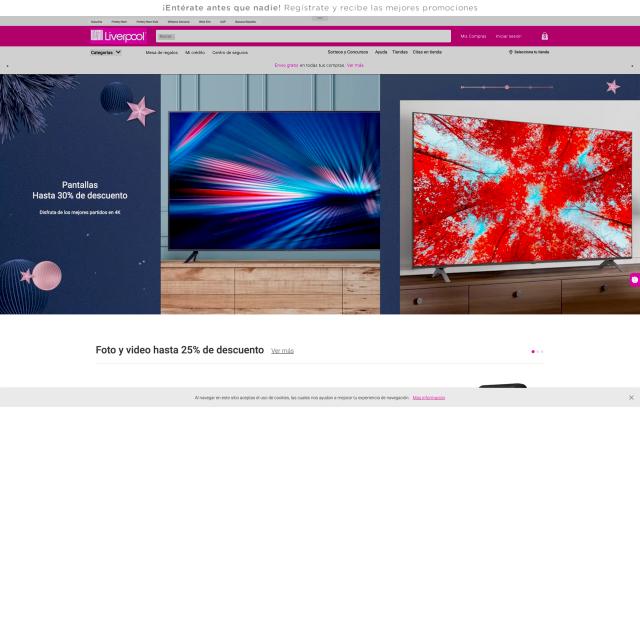 ¡Entérate antes que nadie! Regístrate y recibe las mejores promociones
Liverpool
Buscar...
Mis Compras
Iniciar sesión
Categorías
Mesa de regalos
Mi crédito
Centro de seguros
Sorteos y Concursos
Ayuda
Tiendas
Citas en tienda
Selecciona tu tienda
Envío gratis en todas tus compras. Ver más
Pantallas
Hasta 30% de descuento
Disfruta de los mejores partidos en 4K
Foto y video hasta 25% de descuento
Ver más
Al navegar en este sitio aceptas el uso de cookies, las cuales nos ayudan a mejorar tu experiencia de navegación. Más información